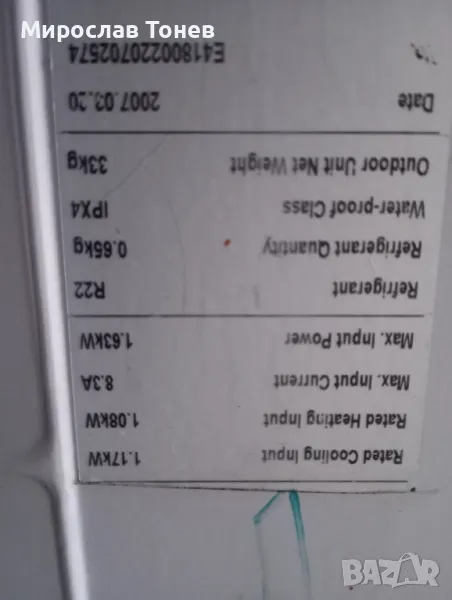 Мирослав Тонев
Rated Cooling Input 1.17kW
Rated Heating Input 1.08kW
Max. Input Current 8.3A
Max. Input Power 1.63kW
Refrigerant R22
Refrigerant Quantity 0.65kg
Water-proof Class IPX4
Outdoor Unit Net Weight 33kg
Date 2007.03.20
E41800220702574
BAZAR